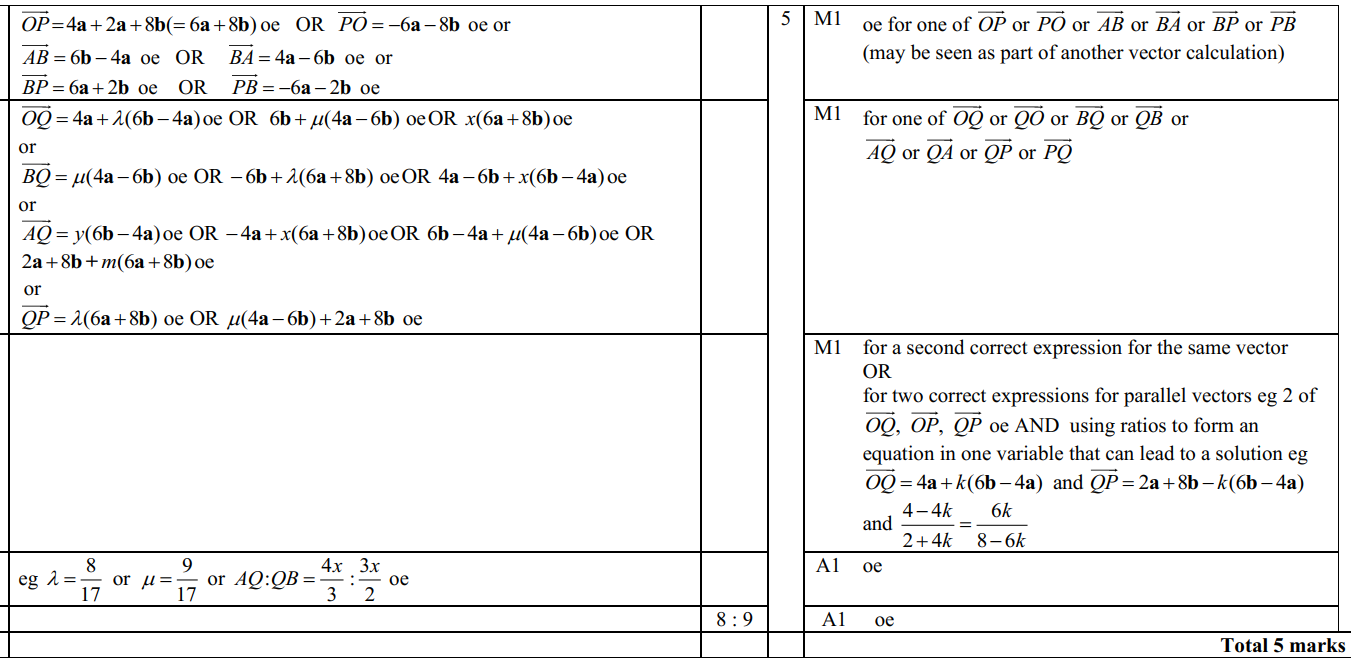 OP=4a+2a+8b(=6a+8b) oe OR PO=−6a−8b oe or
AB=6b−4a oe OR BA=4a−6b oe or
BP=6a+2b oe OR PB=−6a−2b oe
5
M1 oe for one of OP or PO or AB or BA or BP or PB
(may be seen as part of another vector calculation)
OQ=4a+λ(6b−4a)oe OR 6b+μ(4a−6b) oe OR x(6a+8b)oe
or
BQ=μ(4a−6b) oe OR −6b+λ(6a+8b) oe OR 4a−6b+x(6b−4a)oe
or
AQ=y(6b−4a)oe OR −4a+x(6a+8b)oe OR 6b−4a+μ(4a−6b)oe OR
2a+8b+m(6a+8b)oe
or
QP=λ(6a+8b) oe OR μ(4a−6b)+2a+8b oe
M1 for one of OQ or QO or BQ or QB or
AQ or QA or QP or PQ
M1 for a second correct expression for the same vector
OR
for two correct expressions for parallel vectors eg 2 of
OQ, OP, QP oe AND using ratios to form an
equation in one variable that can lead to a solution eg
OQ=4a+k(6b−4a) and QP=2a+8b−k(6b−4a)
and (4−4k)/(2+4k) = 6k/(8−6k)
eg λ=8/17 or μ=9/17 or AQ:QB=4x/3:3x/2 oe
A1 oe
8 : 9
A1 oe
Total 5 marks